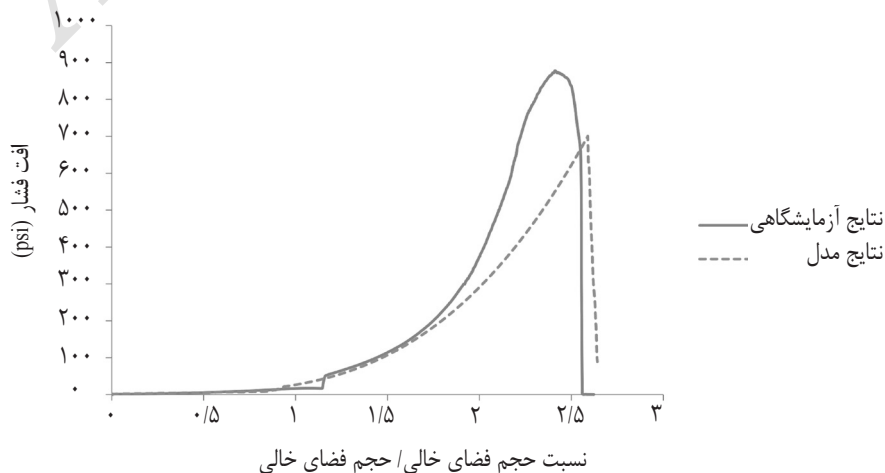 ۱۰۰۰
۹۰۰
۸۰۰
۷۰۰
۶۰۰
۵۰۰
۴۰۰
۳۰۰
۲۰۰
۱۰۰
۰
افت فشار (psi)
۰ ۰/۵ ۱ ۱/۵ ۲ ۲/۵ ۳
نسبت حجم فضای خالی/ حجم فضای خالی
نتایج آزمایشگاهی
نتایج مدل